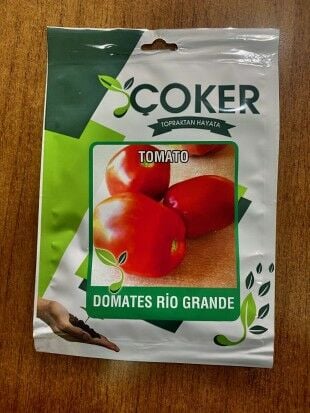 ÇOKER
TOPRAKTAN HAYATA
TOMATO
DOMATES RİO GRANDE